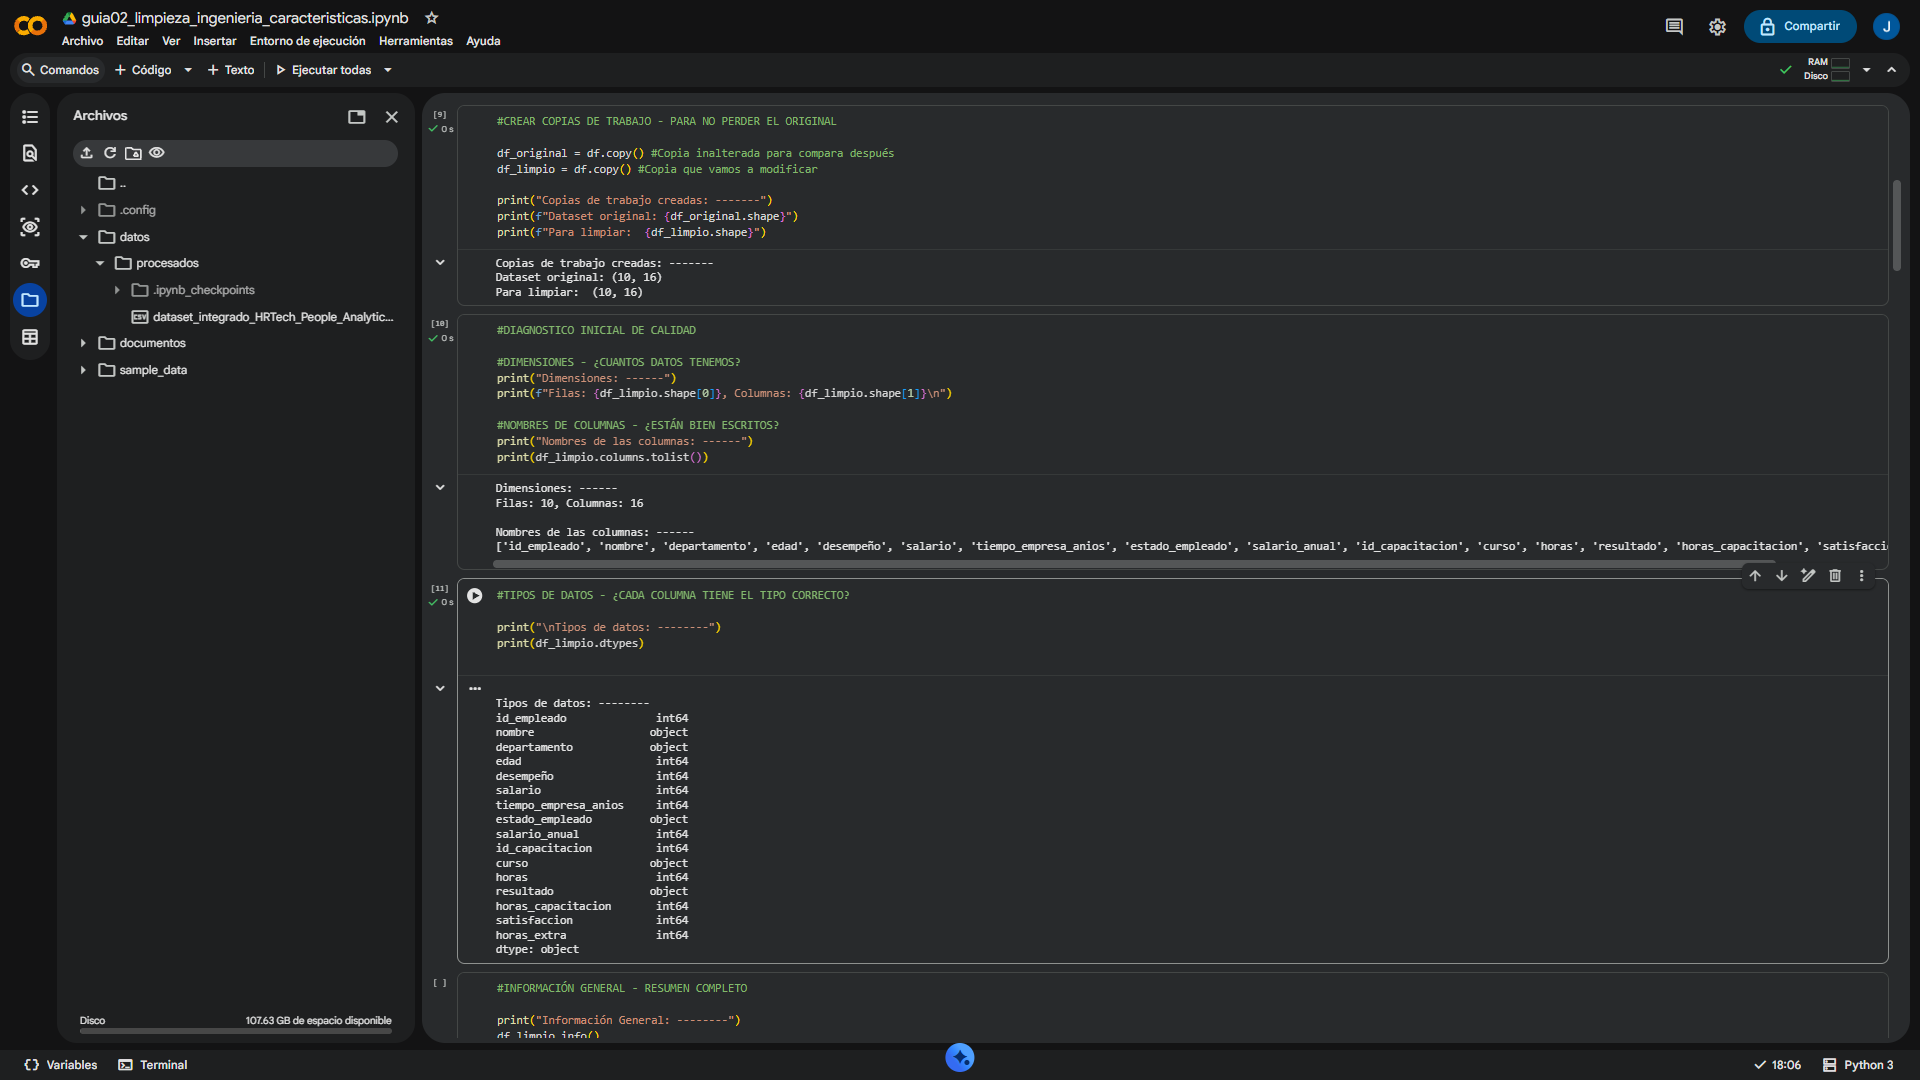 guia02_limpieza_ingenieria_caracteristicas.ipynb
Archivo Editar Ver Insertar Entorno de ejecución Herramientas Ayuda
Compartir
J
Comandos + Código + Texto Ejecutar todas
RAM
Disco
Archivos
..
.config
datos
procesados
.ipynb_checkpoints
dataset_integrado_HRTech_People_Analytic...
documentos
sample_data
Disco 107.63 GB de espacio disponible
[9]
0 s
#CREAR COPIAS DE TRABAJO - PARA NO PERDER EL ORIGINAL
df_original = df.copy() #Copia inalterada para compara después
df_limpio = df.copy() #Copia que vamos a modificar
print("Copias de trabajo creadas: -------")
print(f"Dataset original: {df_original.shape}")
print(f"Para limpiar:  {df_limpio.shape}")
Copias de trabajo creadas: -------
Dataset original: (10, 16)
Para limpiar:  (10, 16)
[10]
0 s
#DIAGNOSTICO INICIAL DE CALIDAD
#DIMENSIONES - ¿CUANTOS DATOS TENEMOS?
print("Dimensiones: ------")
print(f"Filas: {df_limpio.shape[0]}, Columnas: {df_limpio.shape[1]}\n")
#NOMBRES DE COLUMNAS - ¿ESTÁN BIEN ESCRITOS?
print("Nombres de las columnas: ------")
print(df_limpio.columns.tolist())
Dimensiones: ------
Filas: 10, Columnas: 16
Nombres de las columnas: ------
['id_empleado', 'nombre', 'departamento', 'edad', 'desempeño', 'salario', 'tiempo_empresa_anios', 'estado_empleado', 'salario_anual', 'id_capacitacion', 'curso', 'horas', 'resultado', 'horas_capacitacion', 'satisfacci
[11]
0 s
#TIPOS DE DATOS - ¿CADA COLUMNA TIENE EL TIPO CORRECTO?
print("\nTipos de datos: --------")
print(df_limpio.dtypes)
Tipos de datos: --------
id_empleado int64
nombre object
departamento object
edad int64
desempeño int64
salario int64
tiempo_empresa_anios int64
estado_empleado object
salario_anual int64
id_capacitacion int64
curso object
horas int64
resultado object
horas_capacitacion int64
satisfaccion int64
horas_extra int64
dtype: object
[ ]
#INFORMACIÓN GENERAL - RESUMEN COMPLETO
print("Información General: --------")
df_limpio.info()
Variables Terminal
18:06 Python 3